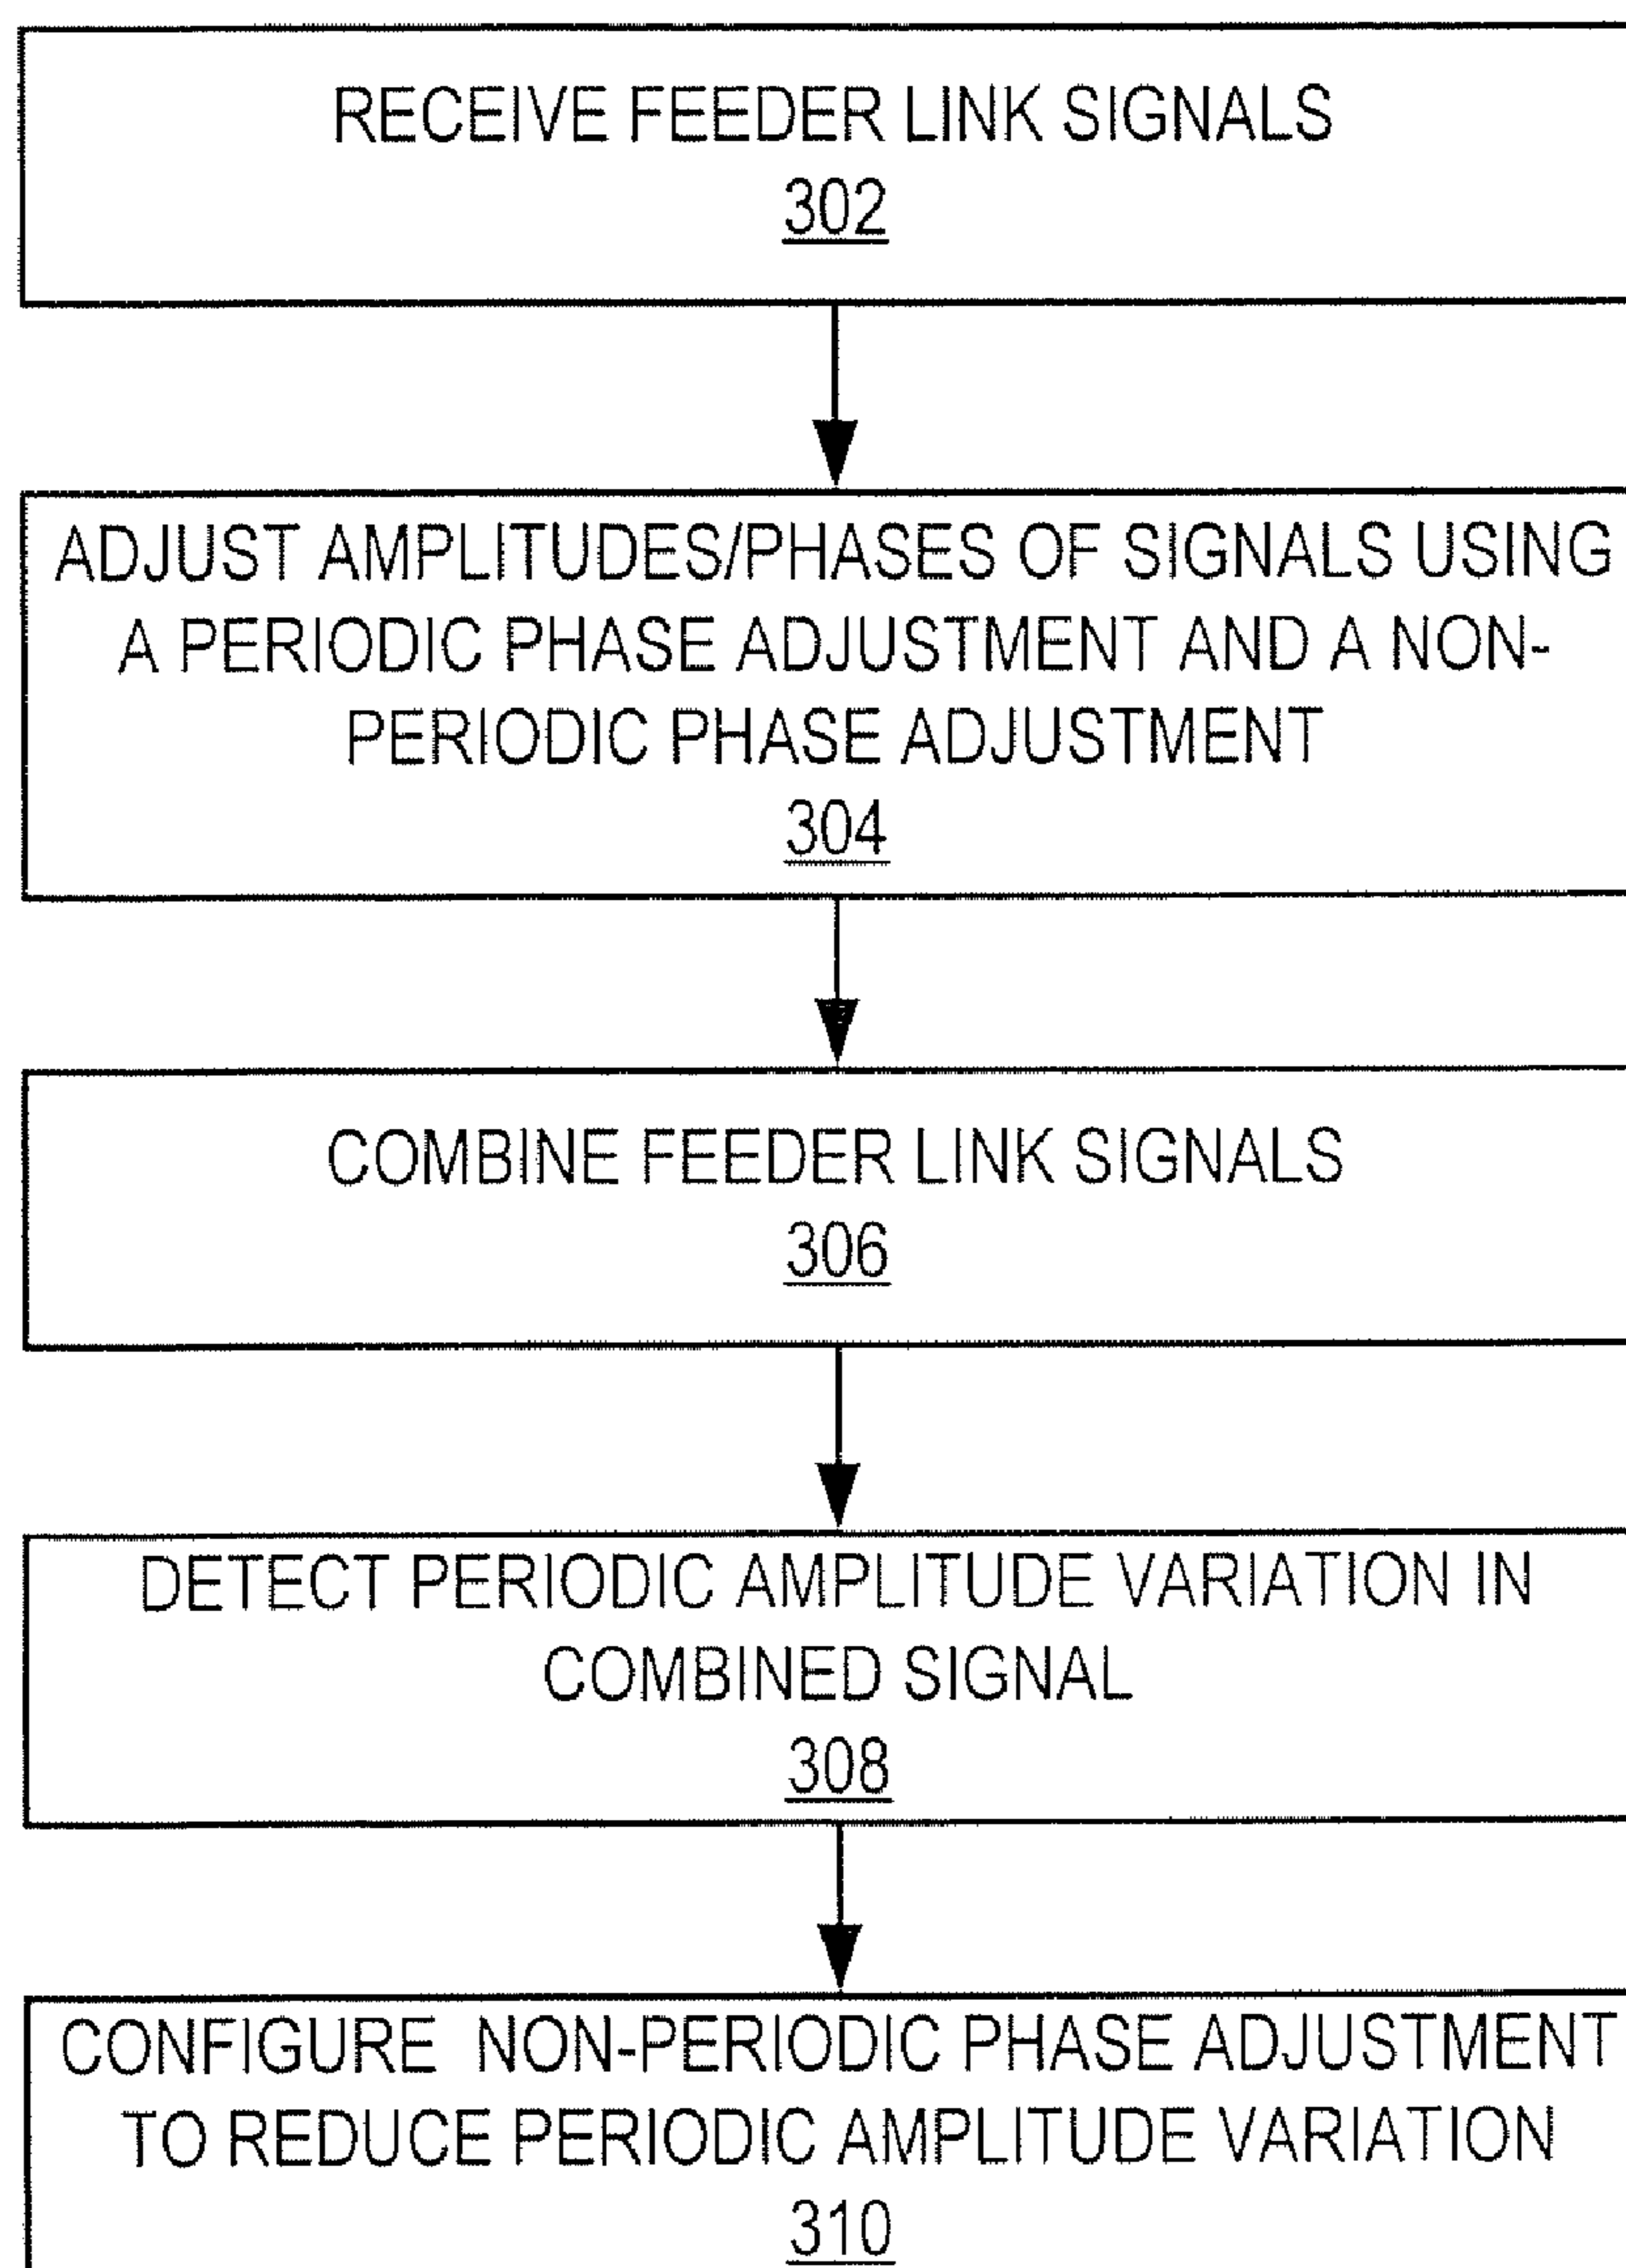 RECEIVE FEEDER LINK SIGNALS
302
ADJUST AMPLITUDES/PHASES OF SIGNALS USING
A PERIODIC PHASE ADJUSTMENT AND A NON-
PERIODIC PHASE ADJUSTMENT
304
COMBINE FEEDER LINK SIGNALS
306
DETECT PERIODIC AMPLITUDE VARIATION IN
COMBINED SIGNAL
308
CONFIGURE NON-PERIODIC PHASE ADJUSTMENT
TO REDUCE PERIODIC AMPLITUDE VARIATION
310